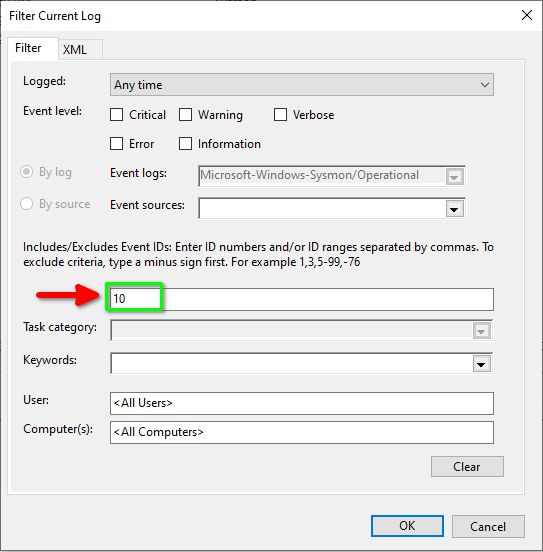 Filter Current Log
Filter XML
Logged: Any time
Event level: Critical Warning Verbose
Error Information
By log Event logs: Microsoft-Windows-Sysmon/Operational
By source Event sources:
Includes/Excludes Event IDs: Enter ID numbers and/or ID ranges separated by commas. To
exclude criteria, type a minus sign first. For example 1,3,5-99,-76
10
Task category:
Keywords:
User: <All Users>
Computer(s): <All Computers>
Clear
OK Cancel